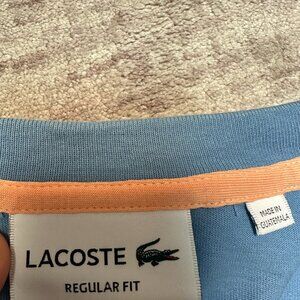 LACOSTE
REGULAR FIT
MADE IN
GUATEMALA